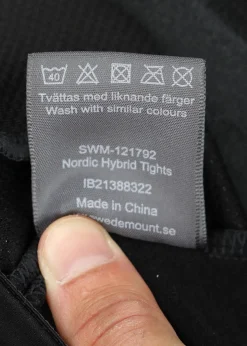 40
Tvättas med liknande färger
Wash with similar colours
SWM-121792
Nordic Hybrid Tights
IB21388322
Made in China
wedemount.se